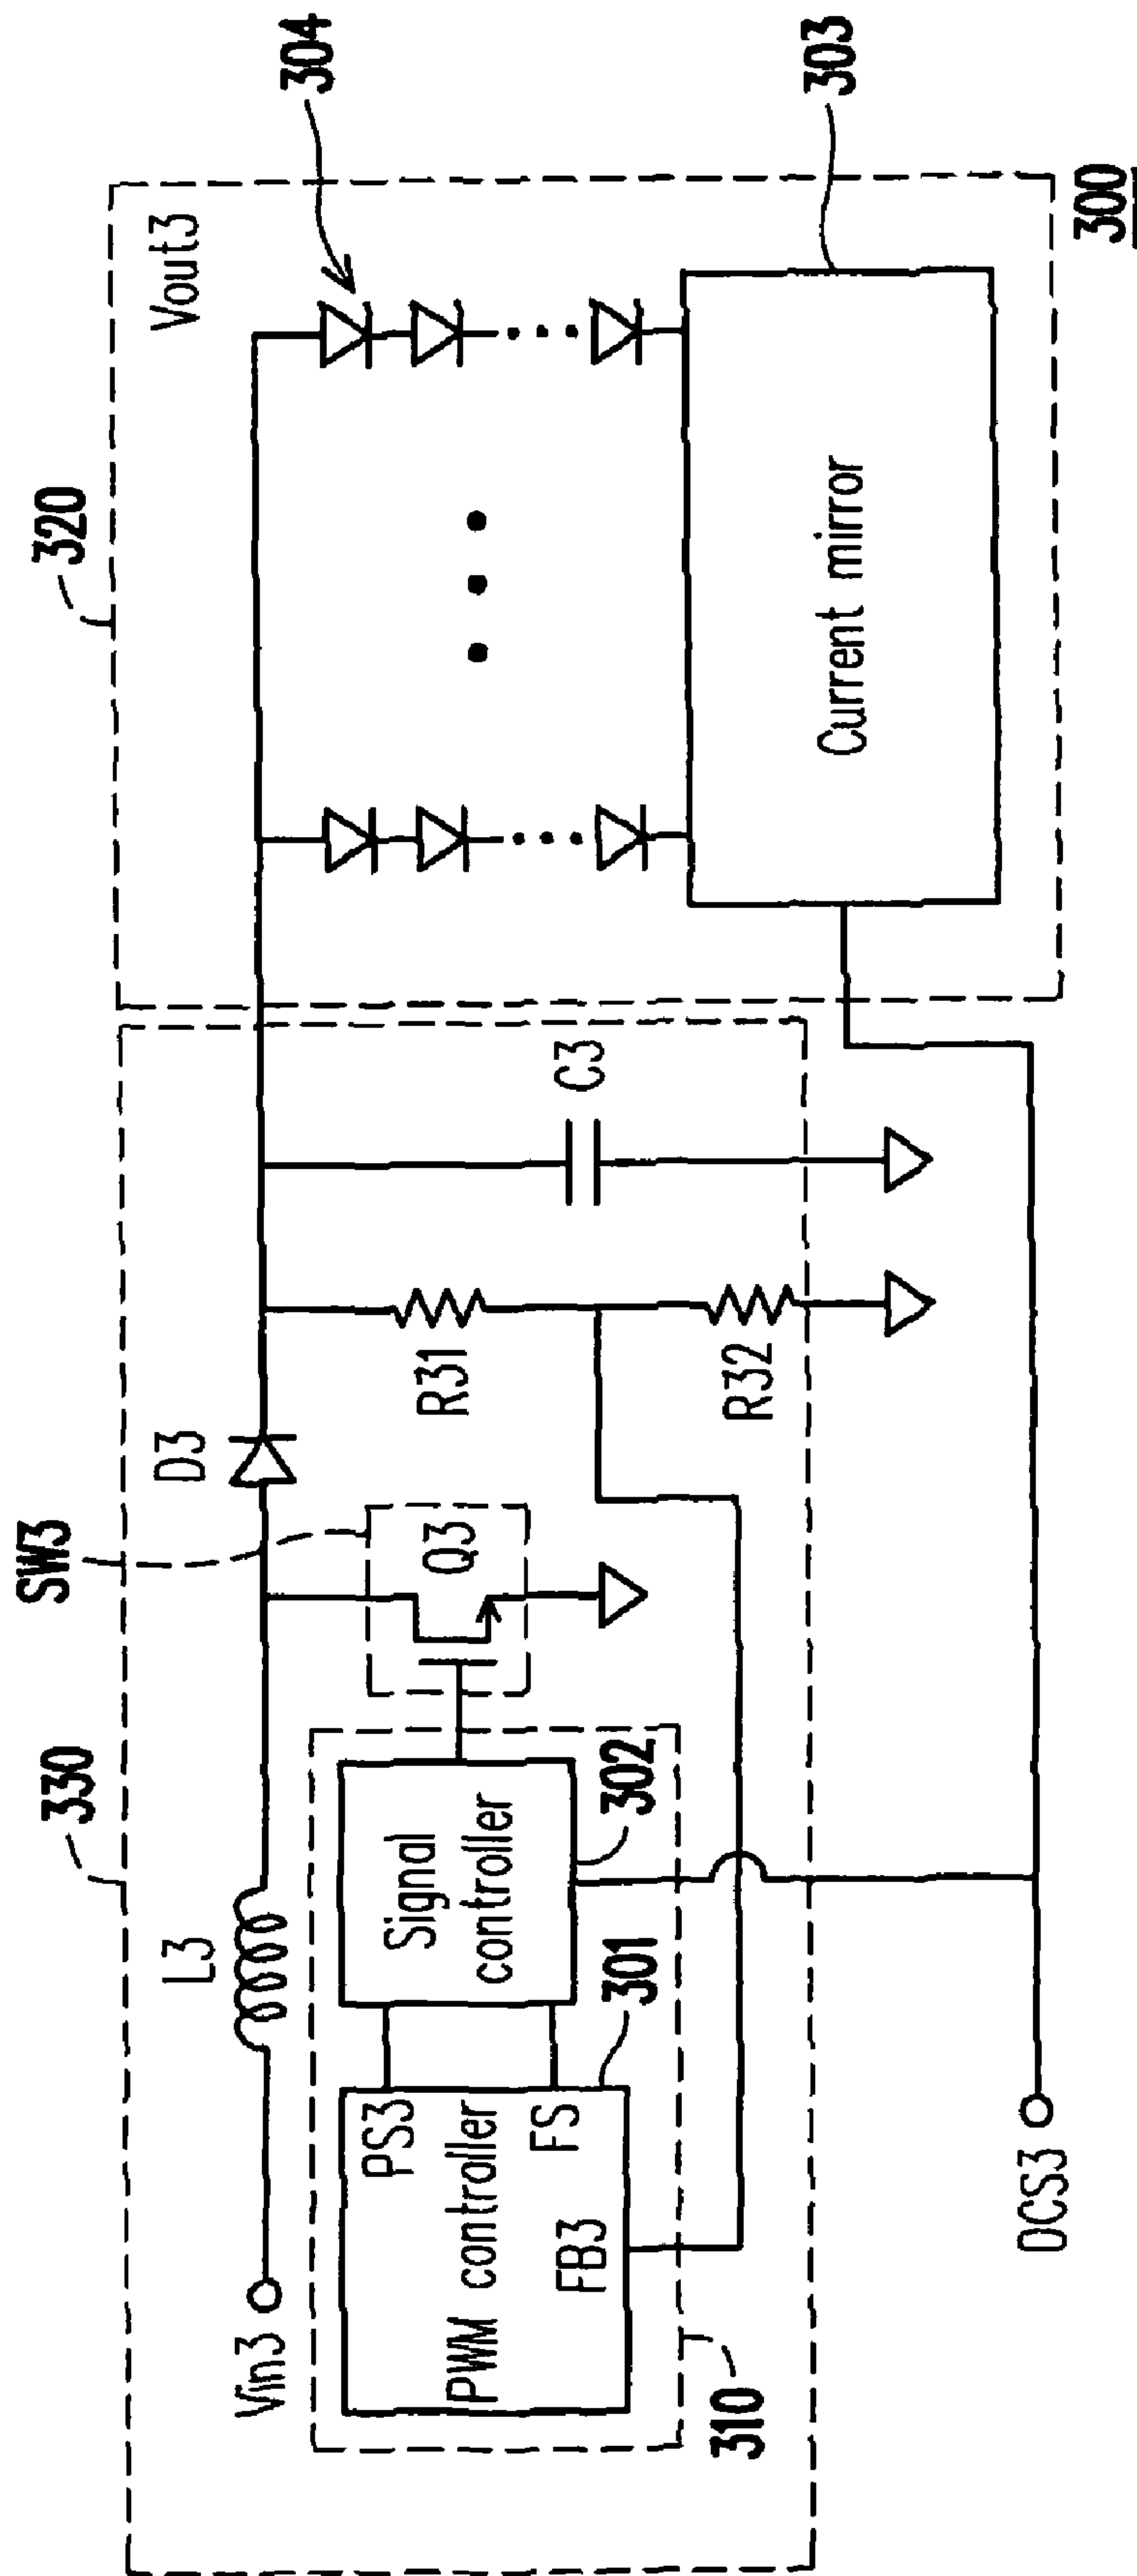 330
SW3
320
304
Vin3
L3
D3
Vout3
PWM controller
PS3
FS
FB3
301
Signal
controller
302
Q3
R31
R32
C3
Current mirror
303
310
DCS3
300